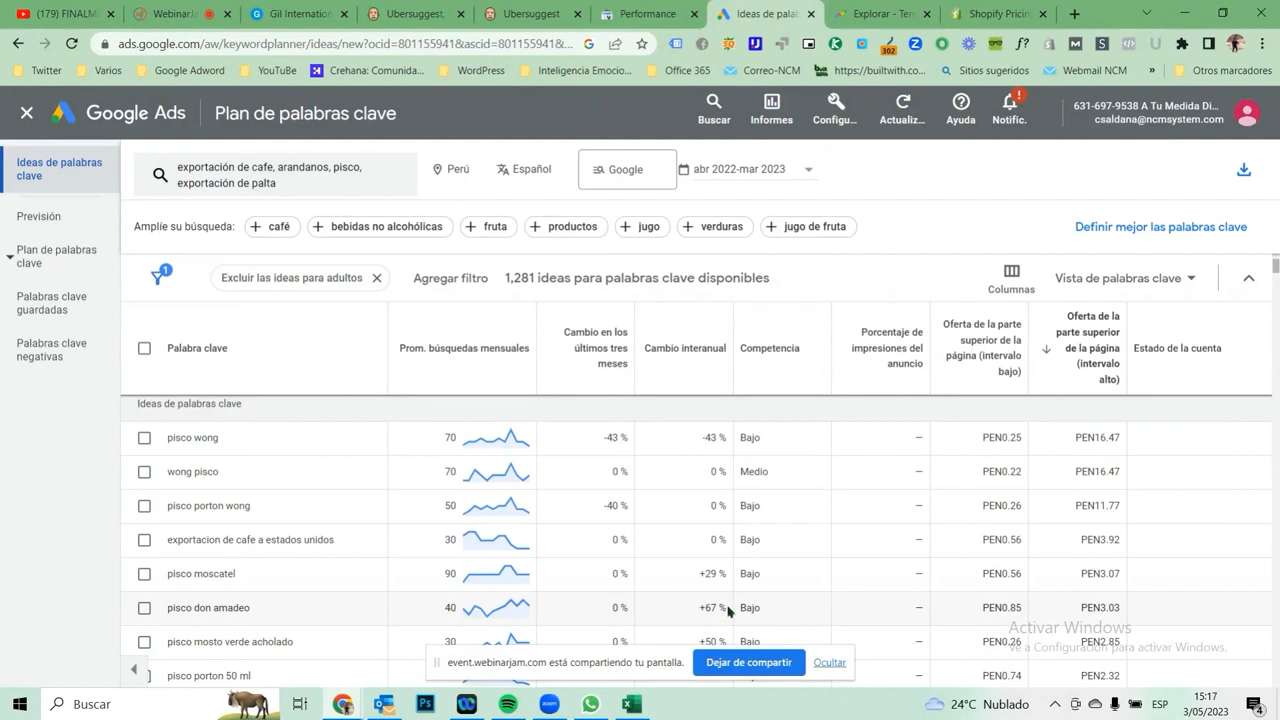 (179) FINALM
WebinarJa
Gil Internation
Ubersuggest,
Ubersuggest
Performance
Ideas de palab
Explorar - Ten
Shopify Pricing
ads.google.com/aw/keywordplanner/ideas/new?ocid=801155941&ascid=801155941&...
302
Twitter
Varios
Google Adword
YouTube
Crehana: Comunida...
WordPress
Inteligencia Emocio...
Office 365
Correo-NCM
https://builtwith.co...
Sitios sugeridos
Webmail NCM
»
Otros marcadores
Google Ads
Plan de palabras clave
Buscar
Informes
Configu...
Actualiz...
Ayuda
Notific.
631-697-9538 A Tu Medida Di...
csaldana@ncmsystem.com
Ideas de palabras clave
Previsión
Plan de palabras clave
Palabras clave guardadas
Palabras clave negativas
exportación de cafe, arandanos, pisco,
exportación de palta
Perú
Español
Google
abr 2022-mar 2023
Amplíe su búsqueda:
+ café
+ bebidas no alcohólicas
+ fruta
+ productos
+ jugo
+ verduras
+ jugo de fruta
Definir mejor las palabras clave
1
Excluir las ideas para adultos
Agregar filtro
1,281 ideas para palabras clave disponibles
Columnas
Vista de palabras clave
Palabra clave
Prom. búsquedas mensuales
Cambio en los últimos tres meses
Cambio interanual
Competencia
Porcentaje de impresiones del anuncio
Oferta de la parte superior de la página (intervalo bajo)
Oferta de la parte superior de la página (intervalo alto)
Estado de la cuenta
Ideas de palabras clave
pisco wong 70 -43 % -43 % Bajo – PEN0.25 PEN16.47
wong pisco 70 0 % 0 % Medio – PEN0.22 PEN16.47
pisco porton wong 50 -40 % 0 % Bajo – PEN0.26 PEN11.77
exportacion de cafe a estados unidos 30 0 % 0 % Bajo – PEN0.56 PEN3.92
pisco moscatel 90 0 % +29 % Bajo – PEN0.56 PEN3.07
pisco don amadeo 40 0 % +67 % Bajo – PEN0.85 PEN3.03
pisco mosto verde acholado 30 0 % +50 % Bajo – PEN0.26 PEN2.85
pisco porton 50 ml – PEN0.74 PEN2.32
Activar Windows
Ve a Configuración para activar Windows.
event.webinarjam.com está compartiendo tu pantalla.
Dejar de compartir
Ocultar
Buscar
24°C Nublado
ESP
15:17
3/05/2023
4